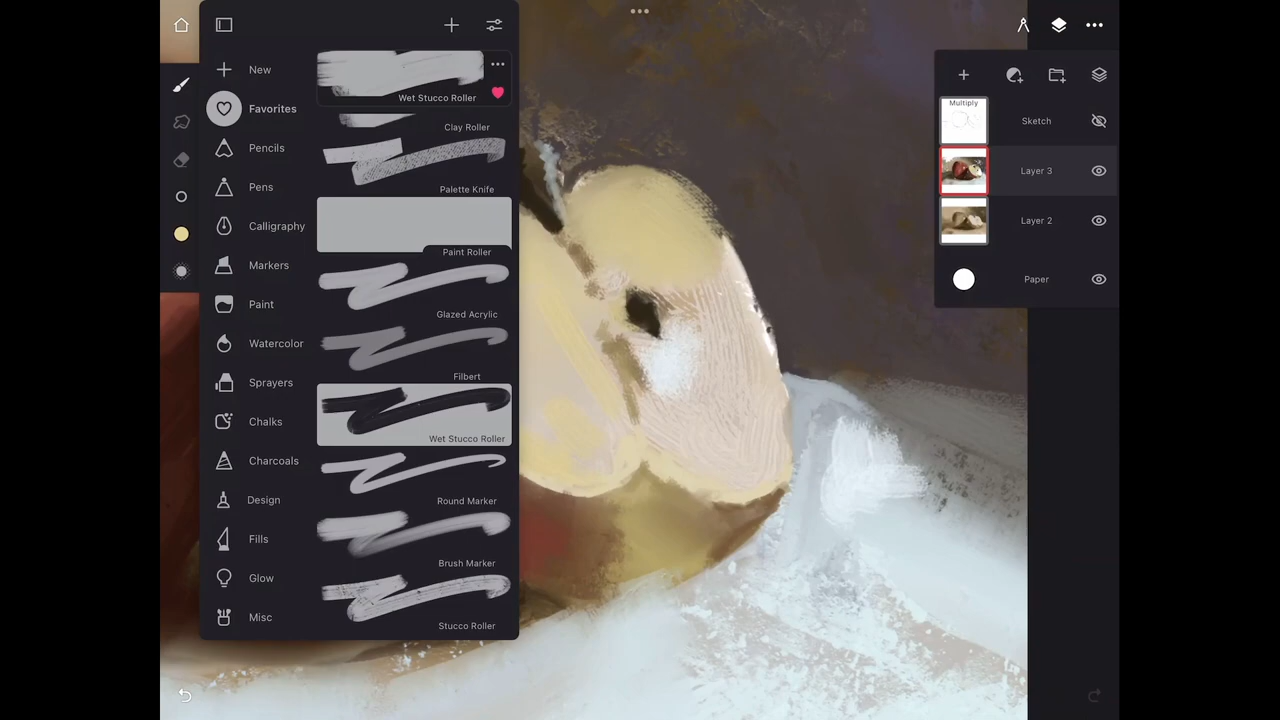 New
Favorites
Pencils
Pens
Calligraphy
Markers
Paint
Watercolor
Sprayers
Chalks
Charcoals
Design
Fills
Glow
Misc
Wet Stucco Roller
Clay Roller
Palette Knife
Paint Roller
Glazed Acrylic
Filbert
Wet Stucco Roller
Round Marker
Brush Marker
Stucco Roller
Multiply
Sketch
Layer 3
Layer 2
Paper